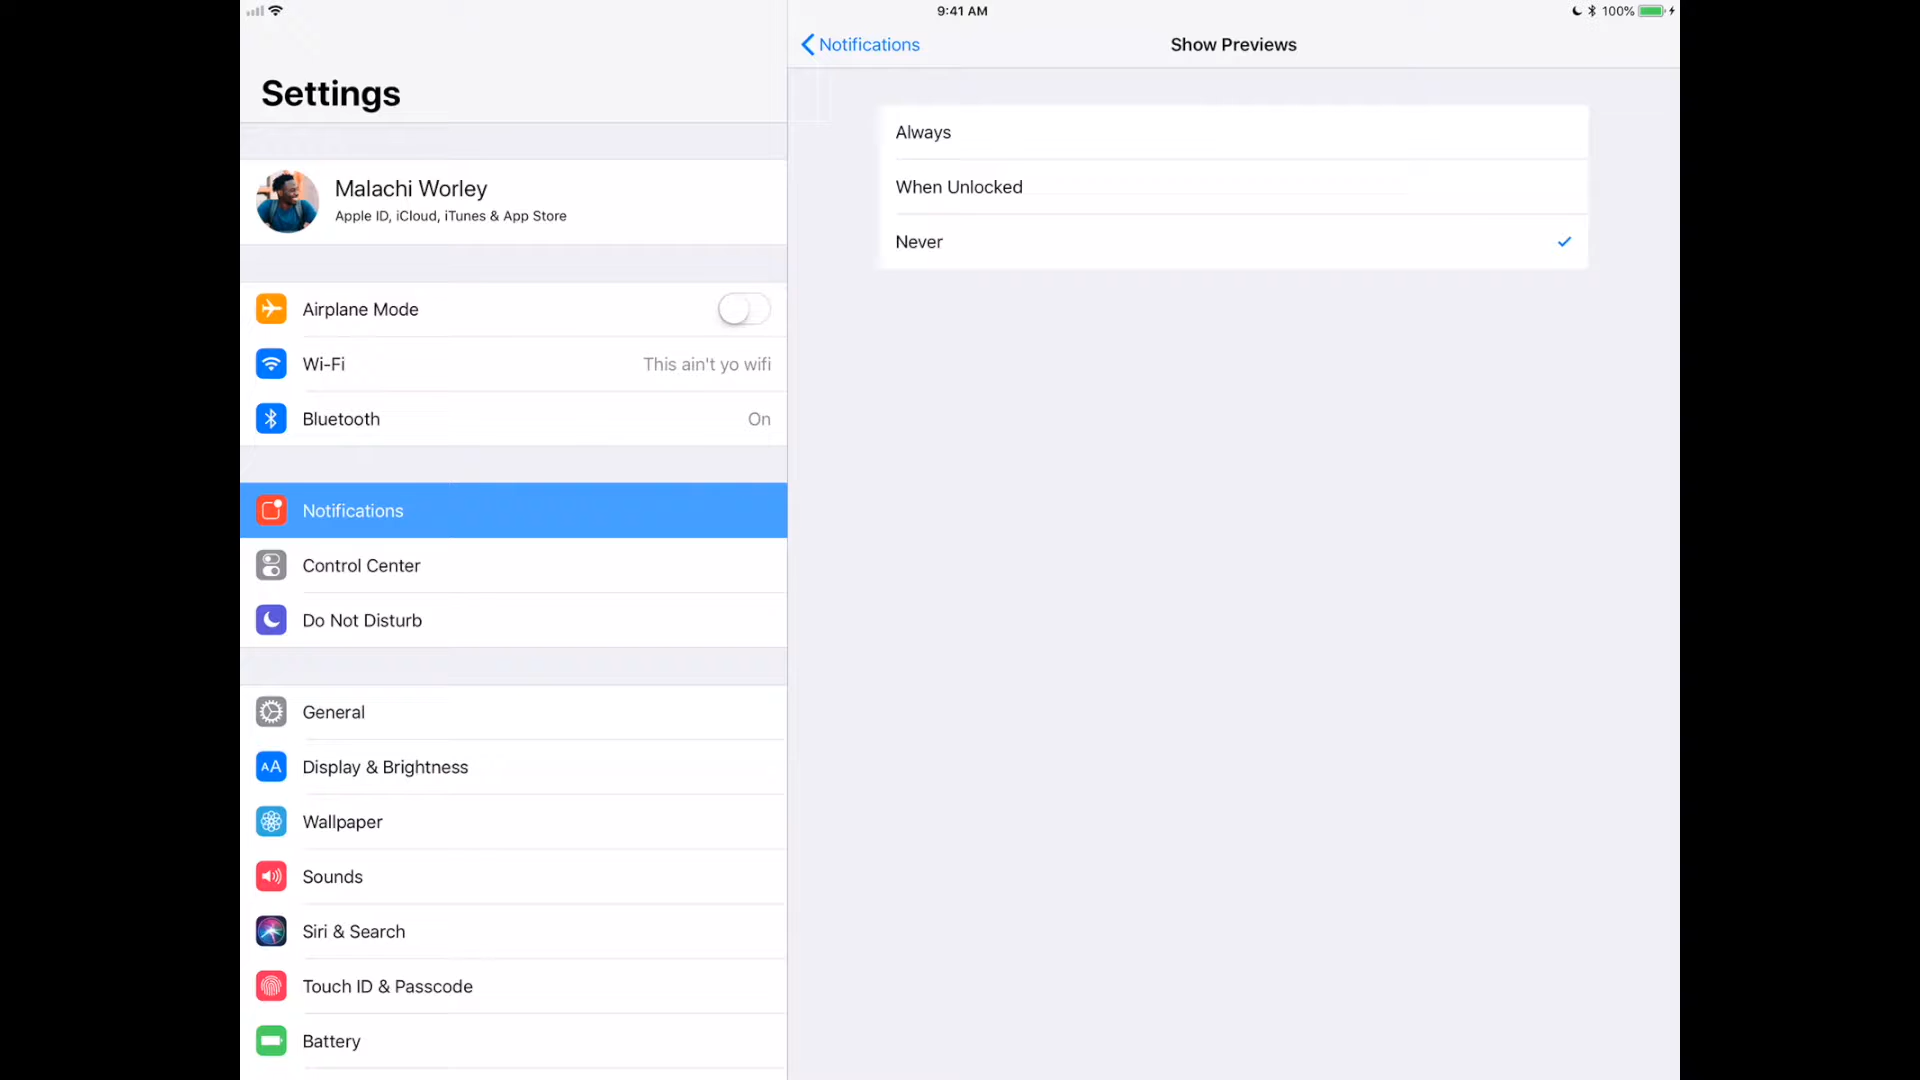 9:41 AM
100%
Settings
Notifications
Show Previews
Malachi Worley
Apple ID, iCloud, iTunes & App Store
Airplane Mode
Wi-Fi
This ain't yo wifi
Bluetooth
On
Notifications
Control Center
Do Not Disturb
General
AA
Display & Brightness
Wallpaper
Sounds
Siri & Search
Touch ID & Passcode
Battery
Always
When Unlocked
Never